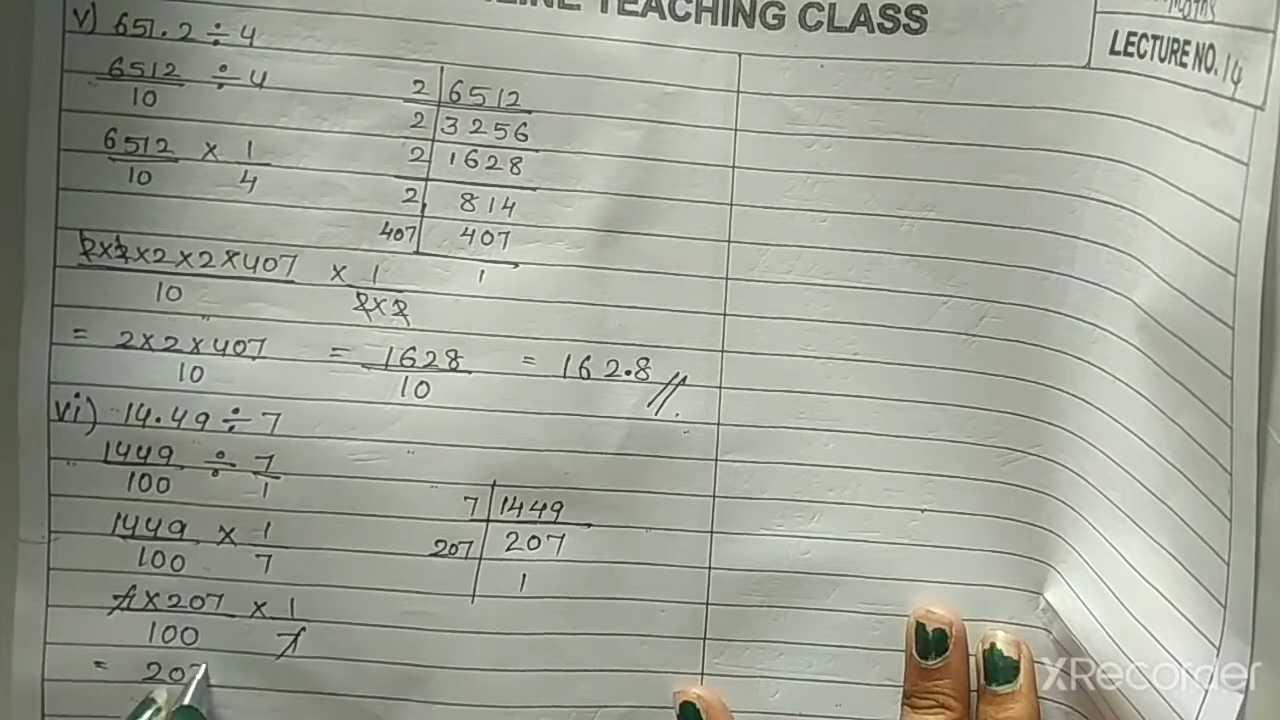 TEACHING CLASS
LECTURE NO. 14
v) 651.2 ÷ 4
6512/10 ÷ 4
6512/10 × 1/4
2 | 6512
2 | 3256
2 | 1628
2 | 814
407 | 407
1
2×2×2×2×407/10 × 1/2×2
= 2×2×407/10 = 1628/10 = 162.8 //.
vi) 14.49 ÷ 7
1449/100 ÷ 7/1
1449/100 × 1/7
7 | 1449
207 | 207
1
7×207/100 × 1/7
= 207
XRecorder